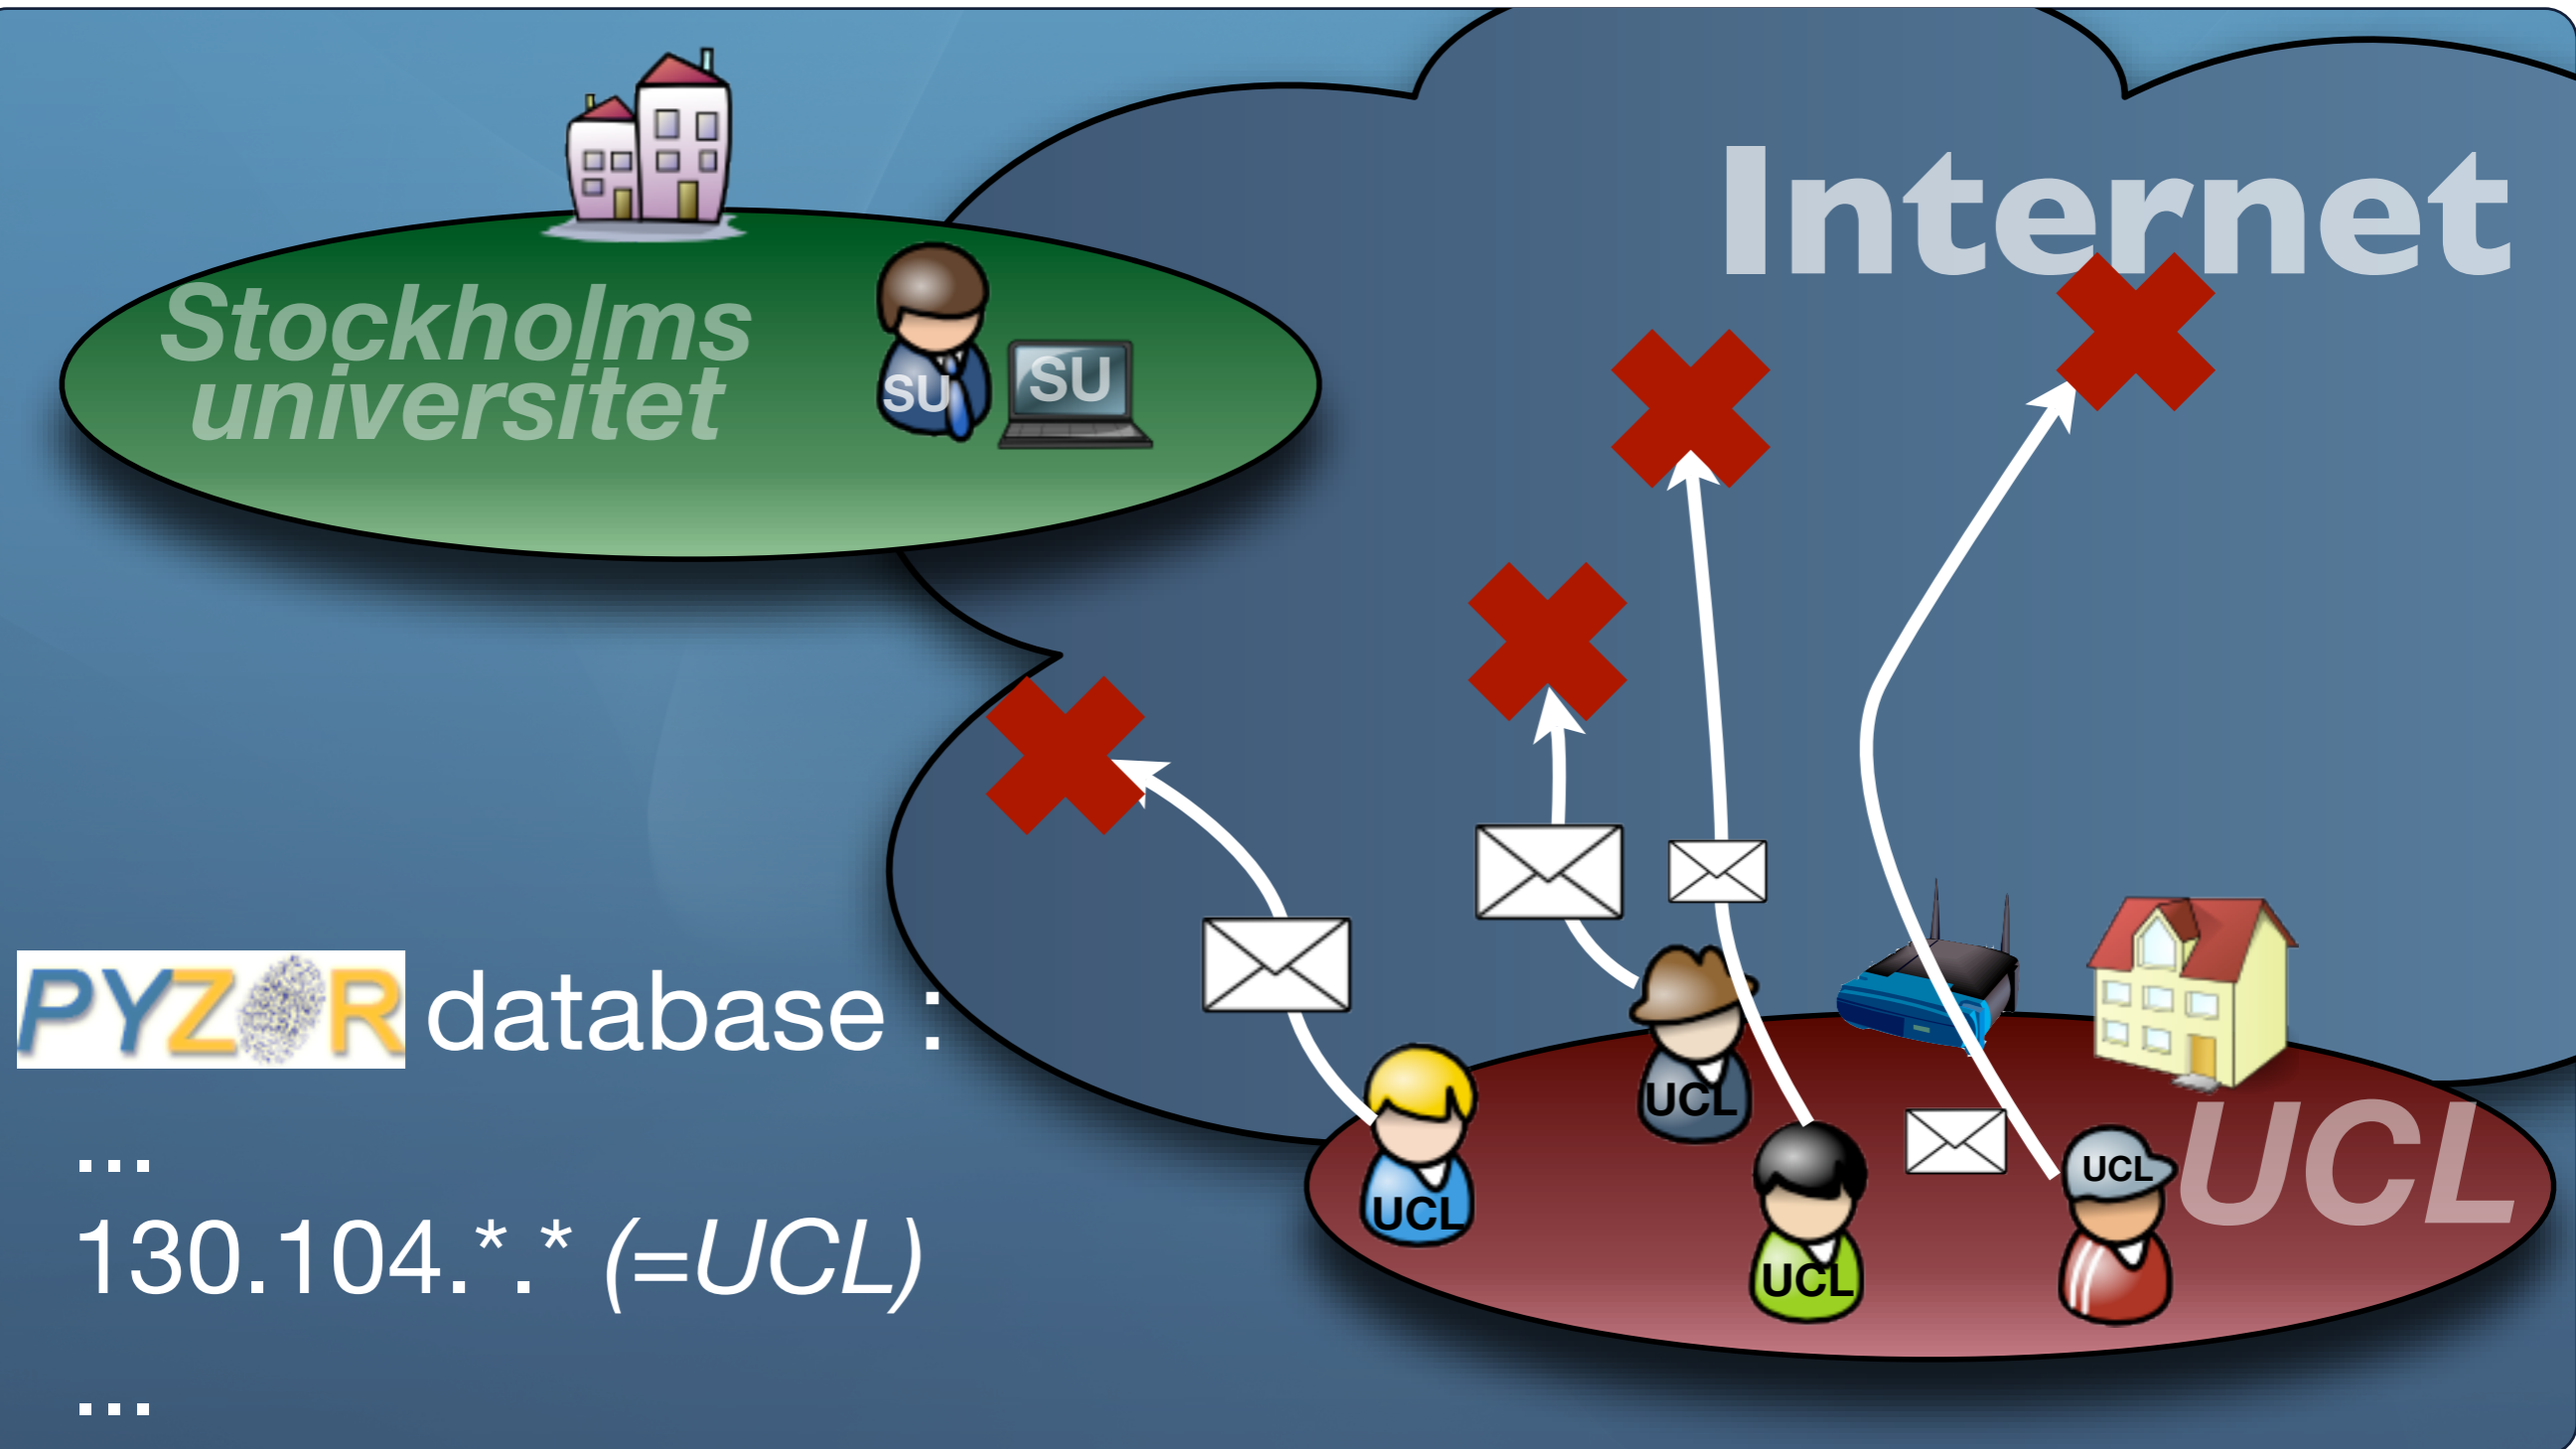 Internet
Stockholms
universitet
SU
SU
PYZOR database :
...
130.104.*.* (=UCL)
...
UCL
UCL
UCL
UCL
UCL